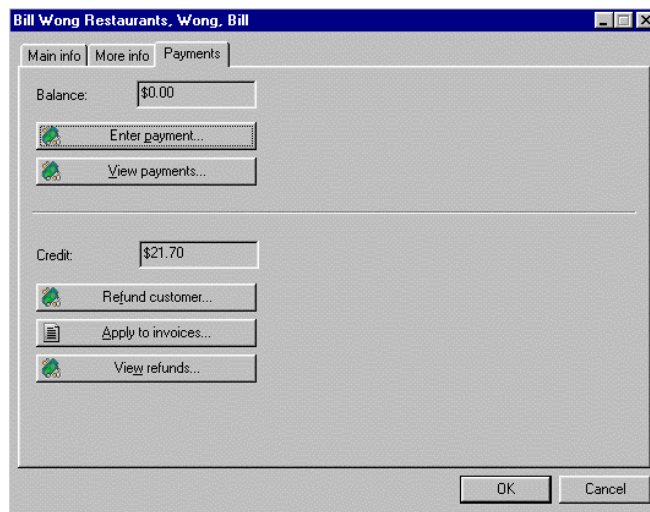 Bill Wong Restaurants, Wong, Bill
Main info More info Payments
Balance: $0.00
Enter payment...
View payments...
Credit: $21.70
Refund customer...
Apply to invoices...
View refunds...
OK Cancel